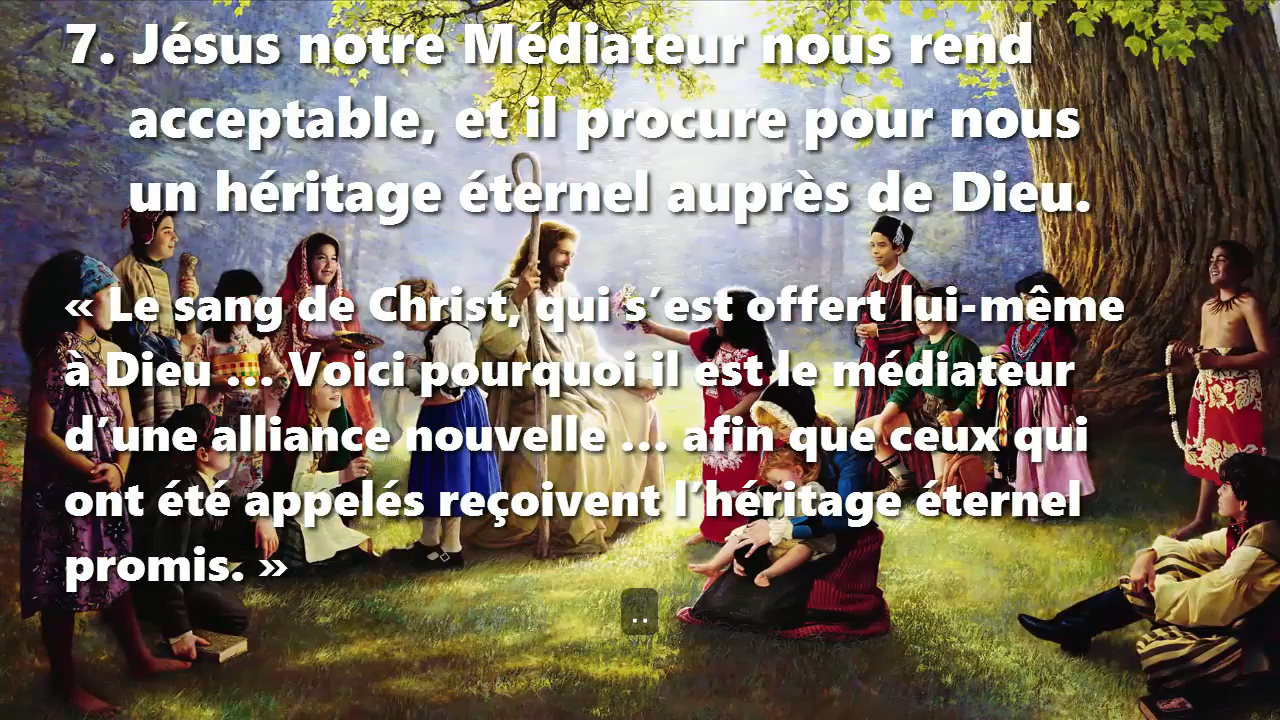 7. Jésus notre Médiateur nous rend
acceptable, et il procure pour nous
un héritage éternel auprès de Dieu.
« Le sang de Christ, qui s’est offert lui-même
à Dieu … Voici pourquoi il est le médiateur
d’une alliance nouvelle … afin que ceux qui
ont été appelés reçoivent l’héritage éternel
promis. »
..